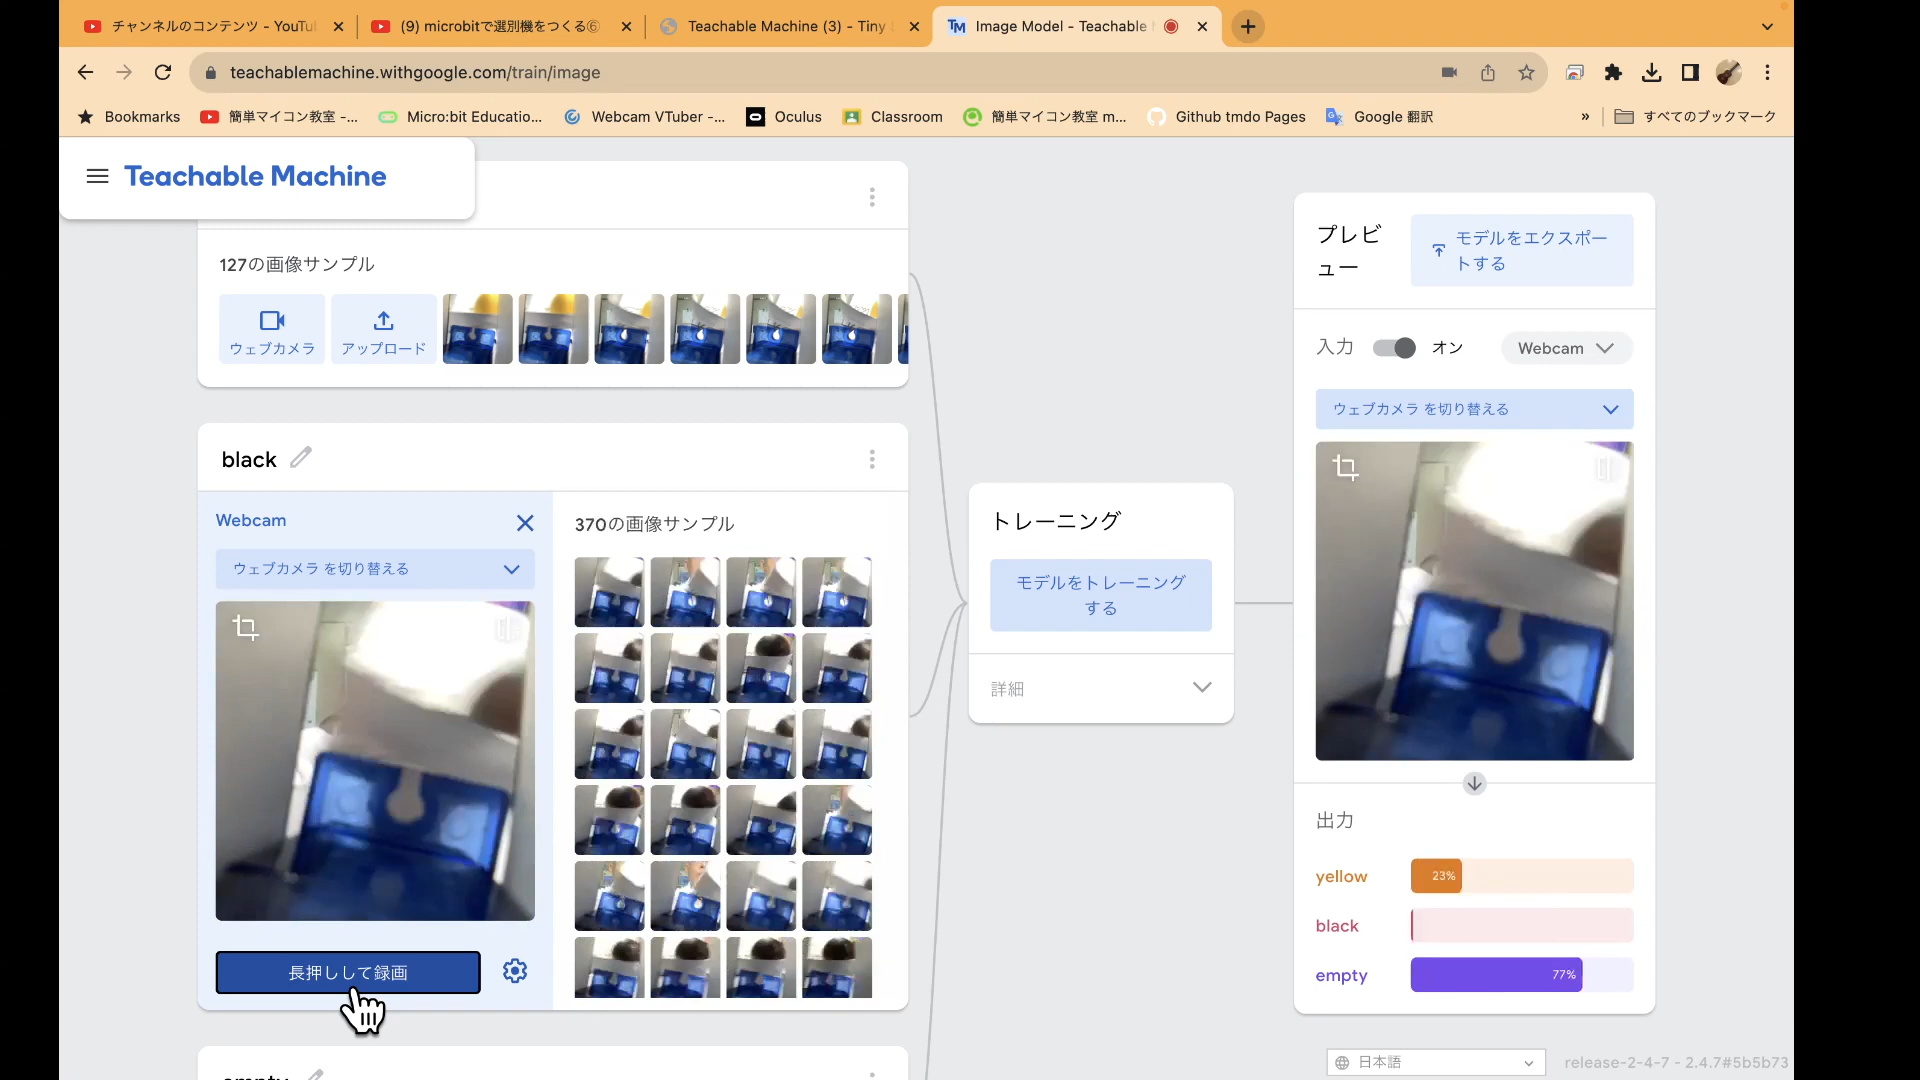 チャンネルのコンテンツ - YouTu
(9) microbitで選別機をつくる⑥
Teachable Machine (3) - Tiny
Image Model - Teachable
teachablemachine.withgoogle.com/train/image
Bookmarks
簡単マイコン教室 -...
Micro:bit Educatio...
Webcam VTuber -...
Oculus
Classroom
簡単マイコン教室 m...
Github tmdo Pages
Google 翻訳
»
すべてのブックマーク
Teachable Machine
127の画像サンプル
ウェブカメラ
アップロード
black
Webcam
ウェブカメラ を切り替える
長押しして録画
370の画像サンプル
トレーニング
モデルをトレーニング
する
詳細
プレビ
ュー
モデルをエクスポー
トする
入力
オン
Webcam
ウェブカメラ を切り替える
出力
yellow
23%
black
empty
77%
日本語
release-2-4-7 - 2.4.7#5b5b73